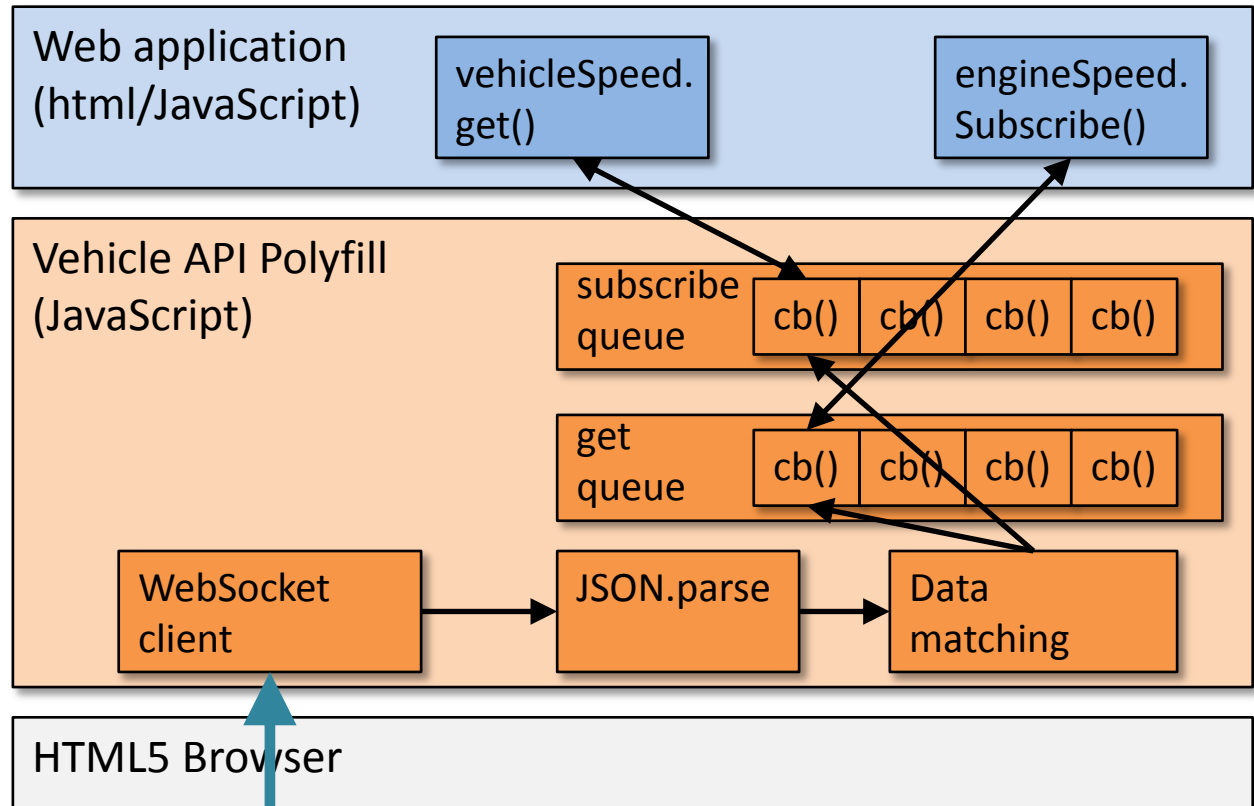 Web application
(html/JavaScript)
vehicleSpeed.
get()
engineSpeed.
Subscribe()
Vehicle API Polyfill
(JavaScript)
subscribe
queue
cb() cb() cb() cb()
get
queue
cb() cb() cb() cb()
WebSocket
client
JSON.parse
Data
matching
HTML5 Browser